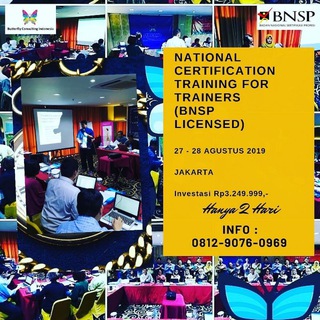 Butterfly Consulting Indonesia
BNSP
BADAN NASIONAL SERTIFIKASI PROFESI
NATIONAL
CERTIFICATION
TRAINING FOR
TRAINERS
(BNSP
LICENSED)
27 - 28 AGUSTUS 2019
JAKARTA
Investasi Rp3.249.999,-
Hanya 2 Hari
INFO :
0812-9076-0969